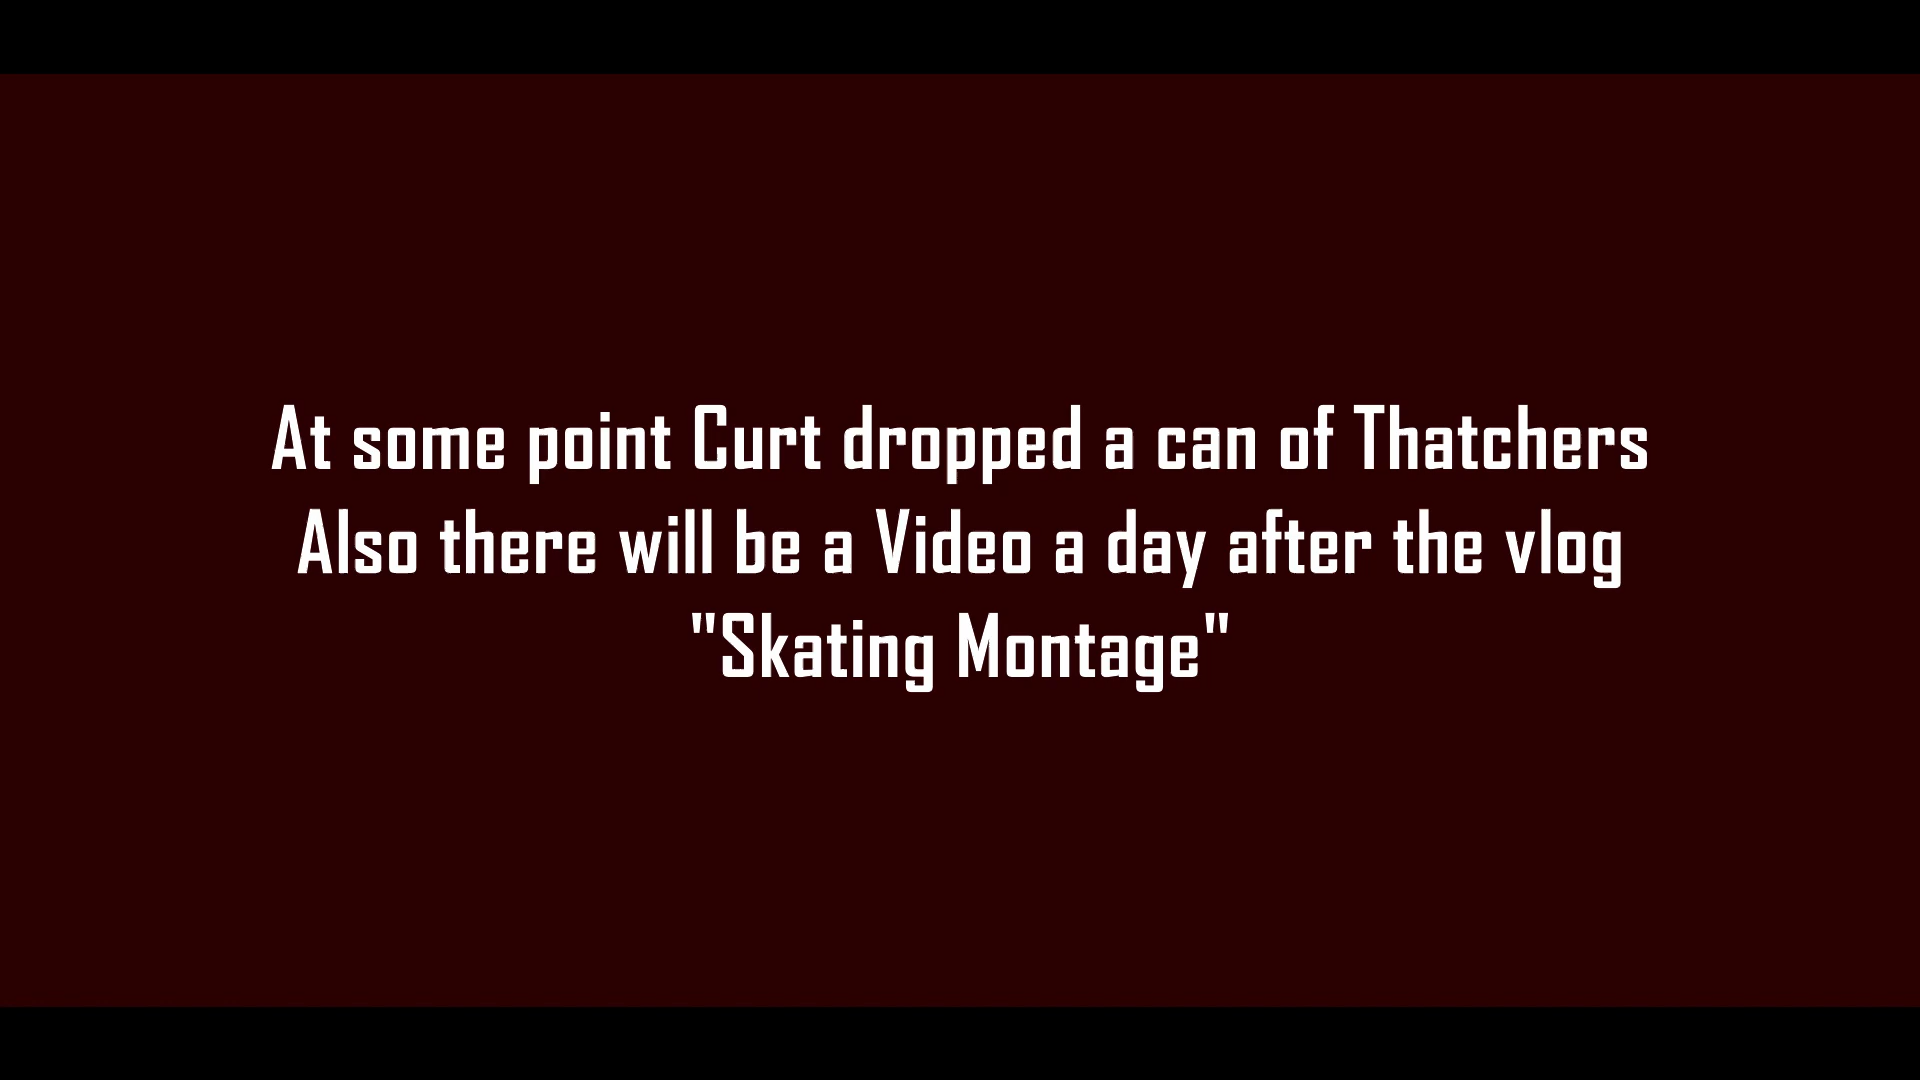 At some point Curt dropped a can of Thatchers
Also there will be a Video a day after the vlog
"Skating Montage"